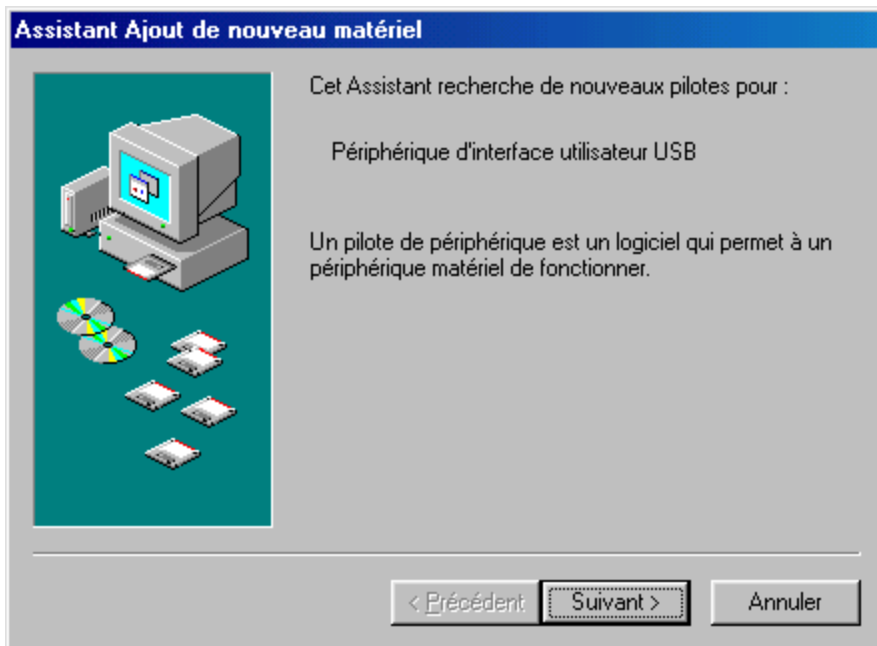 Assistant Ajout de nouveau matériel
Cet Assistant recherche de nouveaux pilotes pour :
Périphérique d'interface utilisateur USB
Un pilote de périphérique est un logiciel qui permet à un
périphérique matériel de fonctionner.
< Précédent
Suivant >
Annuler